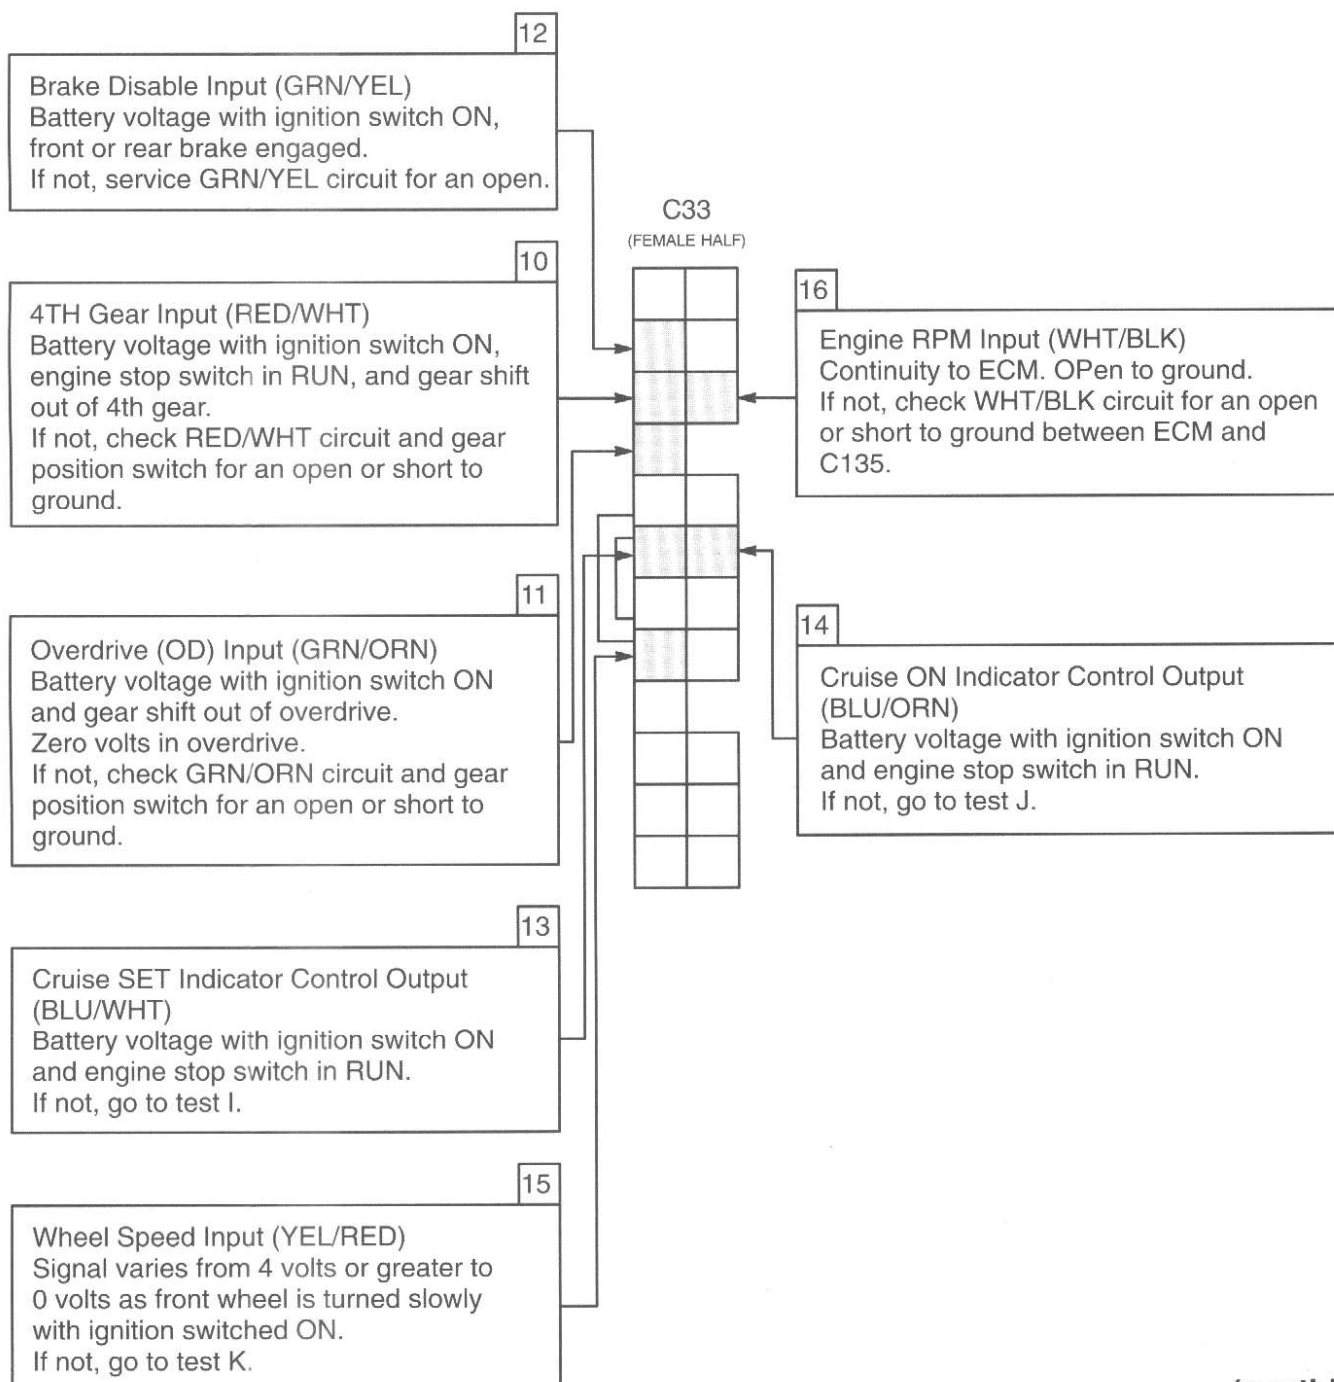 12
Brake Disable Input (GRN/YEL)
Battery voltage with ignition switch ON,
front or rear brake engaged.
If not, service GRN/YEL circuit for an open.
10
4TH Gear Input (RED/WHT)
Battery voltage with ignition switch ON,
engine stop switch in RUN, and gear shift
out of 4th gear.
If not, check RED/WHT circuit and gear
position switch for an open or short to
ground.
11
Overdrive (OD) Input (GRN/ORN)
Battery voltage with ignition switch ON
and gear shift out of overdrive.
Zero volts in overdrive.
If not, check GRN/ORN circuit and gear
position switch for an open or short to
ground.
13
Cruise SET Indicator Control Output
(BLU/WHT)
Battery voltage with ignition switch ON
and engine stop switch in RUN.
If not, go to test I.
15
Wheel Speed Input (YEL/RED)
Signal varies from 4 volts or greater to
0 volts as front wheel is turned slowly
with ignition switched ON.
If not, go to test K.
C33
(FEMALE HALF)
16
Engine RPM Input (WHT/BLK)
Continuity to ECM. OPen to ground.
If not, check WHT/BLK circuit for an open
or short to ground between ECM and
C135.
14
Cruise ON Indicator Control Output
(BLU/ORN)
Battery voltage with ignition switch ON
and engine stop switch in RUN.
If not, go to test J.